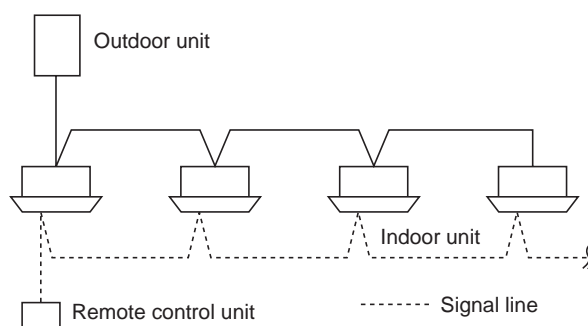 Outdoor unit
Indoor unit
Remote control unit
Signal line